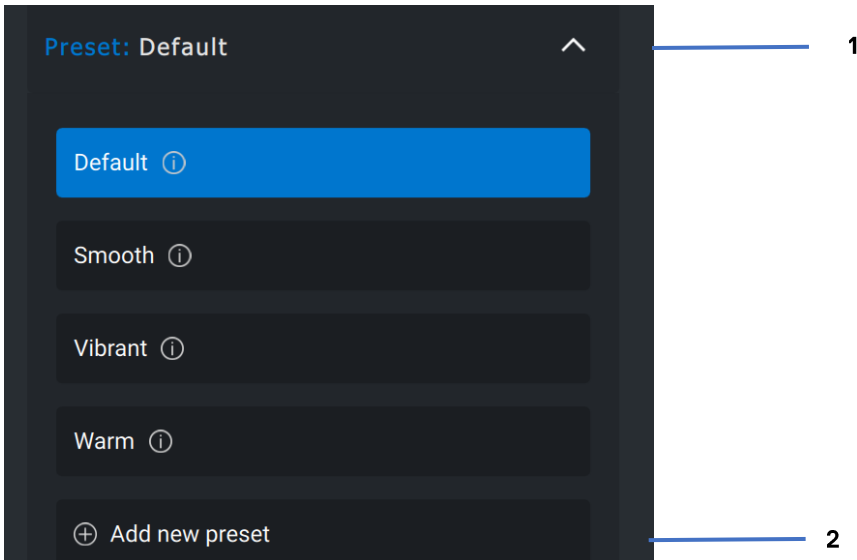 Preset: Default
1
Default
Smooth
Vibrant
Warm
Add new preset
2